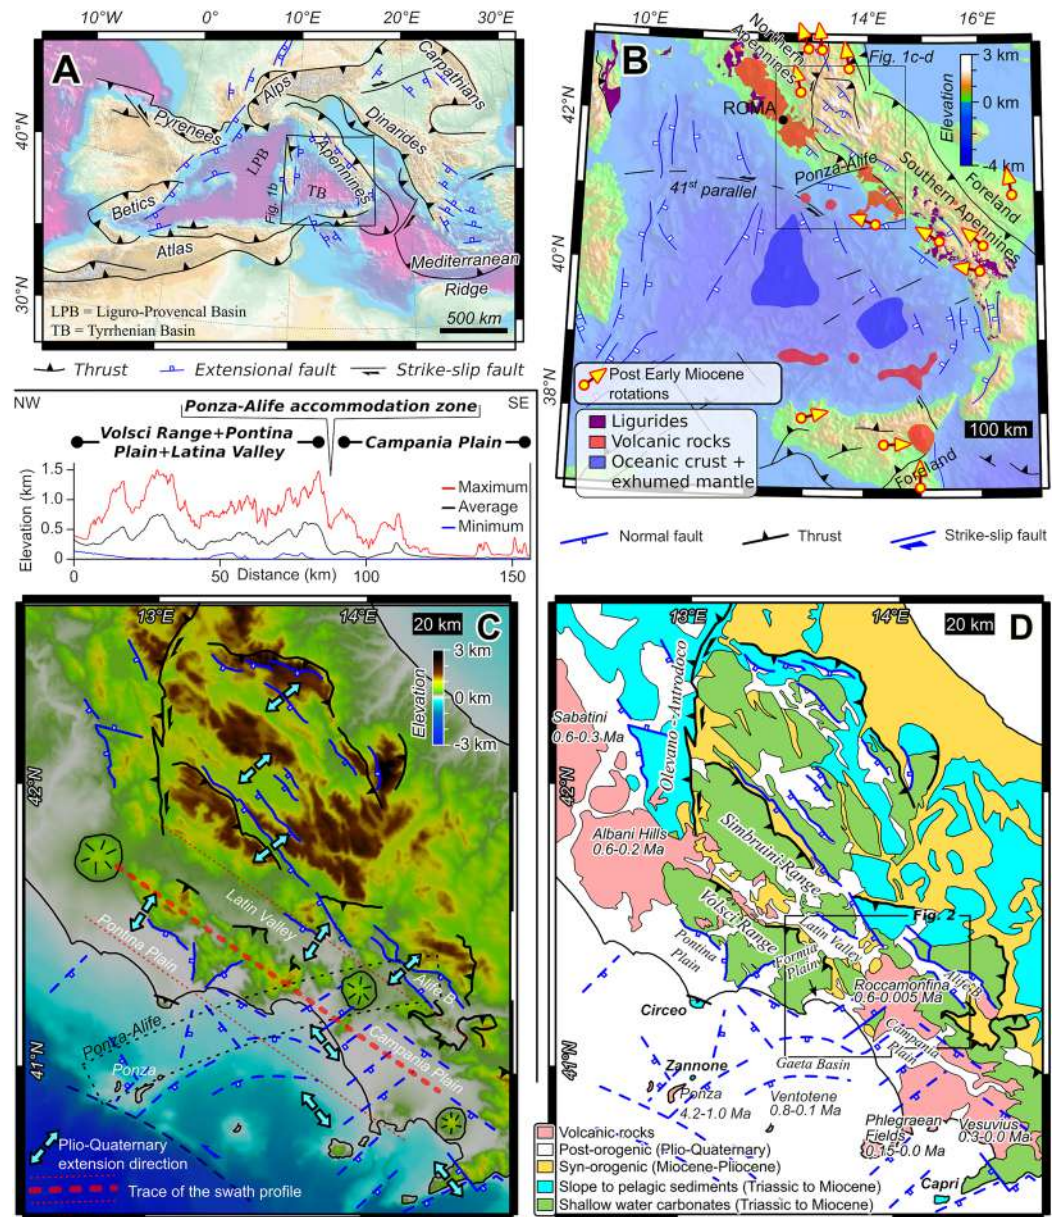 10°W
0°
10°E
20°E
30°E
A
Carpathians
Alps
Pyrenees
Dinarides
40°N
LPB
Apennines
Fig. 1b
TB
Betics
Atlas
Mediterranean
Ridge
30°N
LPB = Liguro-Provencal Basin
TB = Tyrrhenian Basin
500 km
Thrust
Extensional fault
Strike-slip fault
10°E
12°E
14°E
16°E
B
Northern
Apennines
Fig. 1c-d
3 km
0 km
-4 km
Elevation
42°N
ROMA
Ponza-Alife
41st parallel
Southern Apennines
Foreland
40°N
38°N
Post Early Miocene
rotations
Ligurides
Volcanic rocks
Oceanic crust +
exhumed mantle
100 km
Foreland
Normal fault
Thrust
Strike-slip fault
NW
Ponza-Alife accommodation zone
SE
Volsci Range+Pontina
Plain+Latina Valley
Campania Plain
Elevation (km)
1.5
1.0
0.5
0
Maximum
Average
Minimum
0
50
100
150
Distance (km)
13°E
14°E
20 km
C
3 km
0 km
-3 km
Elevation
42°N
Latin Valley
Pontina Plain
Alife B.
Ponza-Alife
Campania Plain
41°N
Ponza
Plio-Quaternary
extension direction
Trace of the swath profile
13°E
14°E
20 km
D
Olevano - Antrodoco
Sabatini
0.6-0.3 Ma
42°N
Albani Hills
0.6-0.2 Ma
Simbruini Range
Volsci Range
Fig. 2
Latin Valley
Pontina
Plain
Formia
Plain
Alife B.
Roccamonfina
0.6-0.005 Ma
Circeo
Campania
Plain
41°N
Zannone
Gaeta Basin
Ponza
4.2-1.0 Ma
Ventotene
0.8-0.1 Ma
Phlegraean
Fields
0.15-0.0 Ma
Vesuvius
0.3-0.0 Ma
Capri
Volcanic rocks
Post-orogenic (Plio-Quaternary)
Syn-orogenic (Miocene-Pliocene)
Slope to pelagic sediments (Triassic to Miocene)
Shallow water carbonates (Triassic to Miocene)